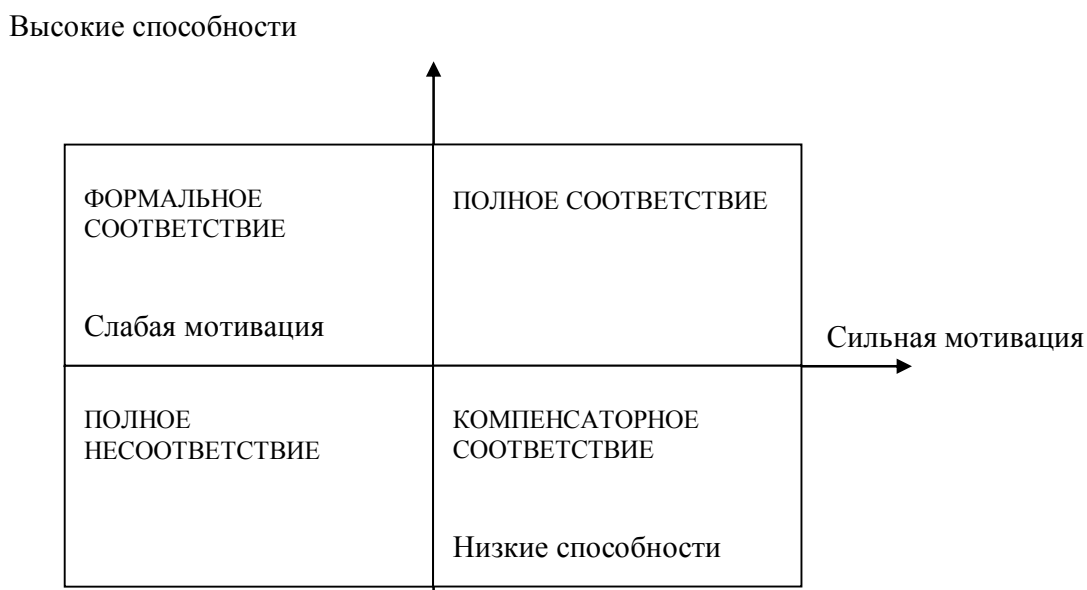 Высокие способности
ФОРМАЛЬНОЕ
СООТВЕТСТВИЕ
ПОЛНОЕ СООТВЕТСТВИЕ
Слабая мотивация
Сильная мотивация
ПОЛНОЕ
НЕСООТВЕТСТВИЕ
КОМПЕНСАТОРНОЕ
СООТВЕТСТВИЕ
Низкие способности